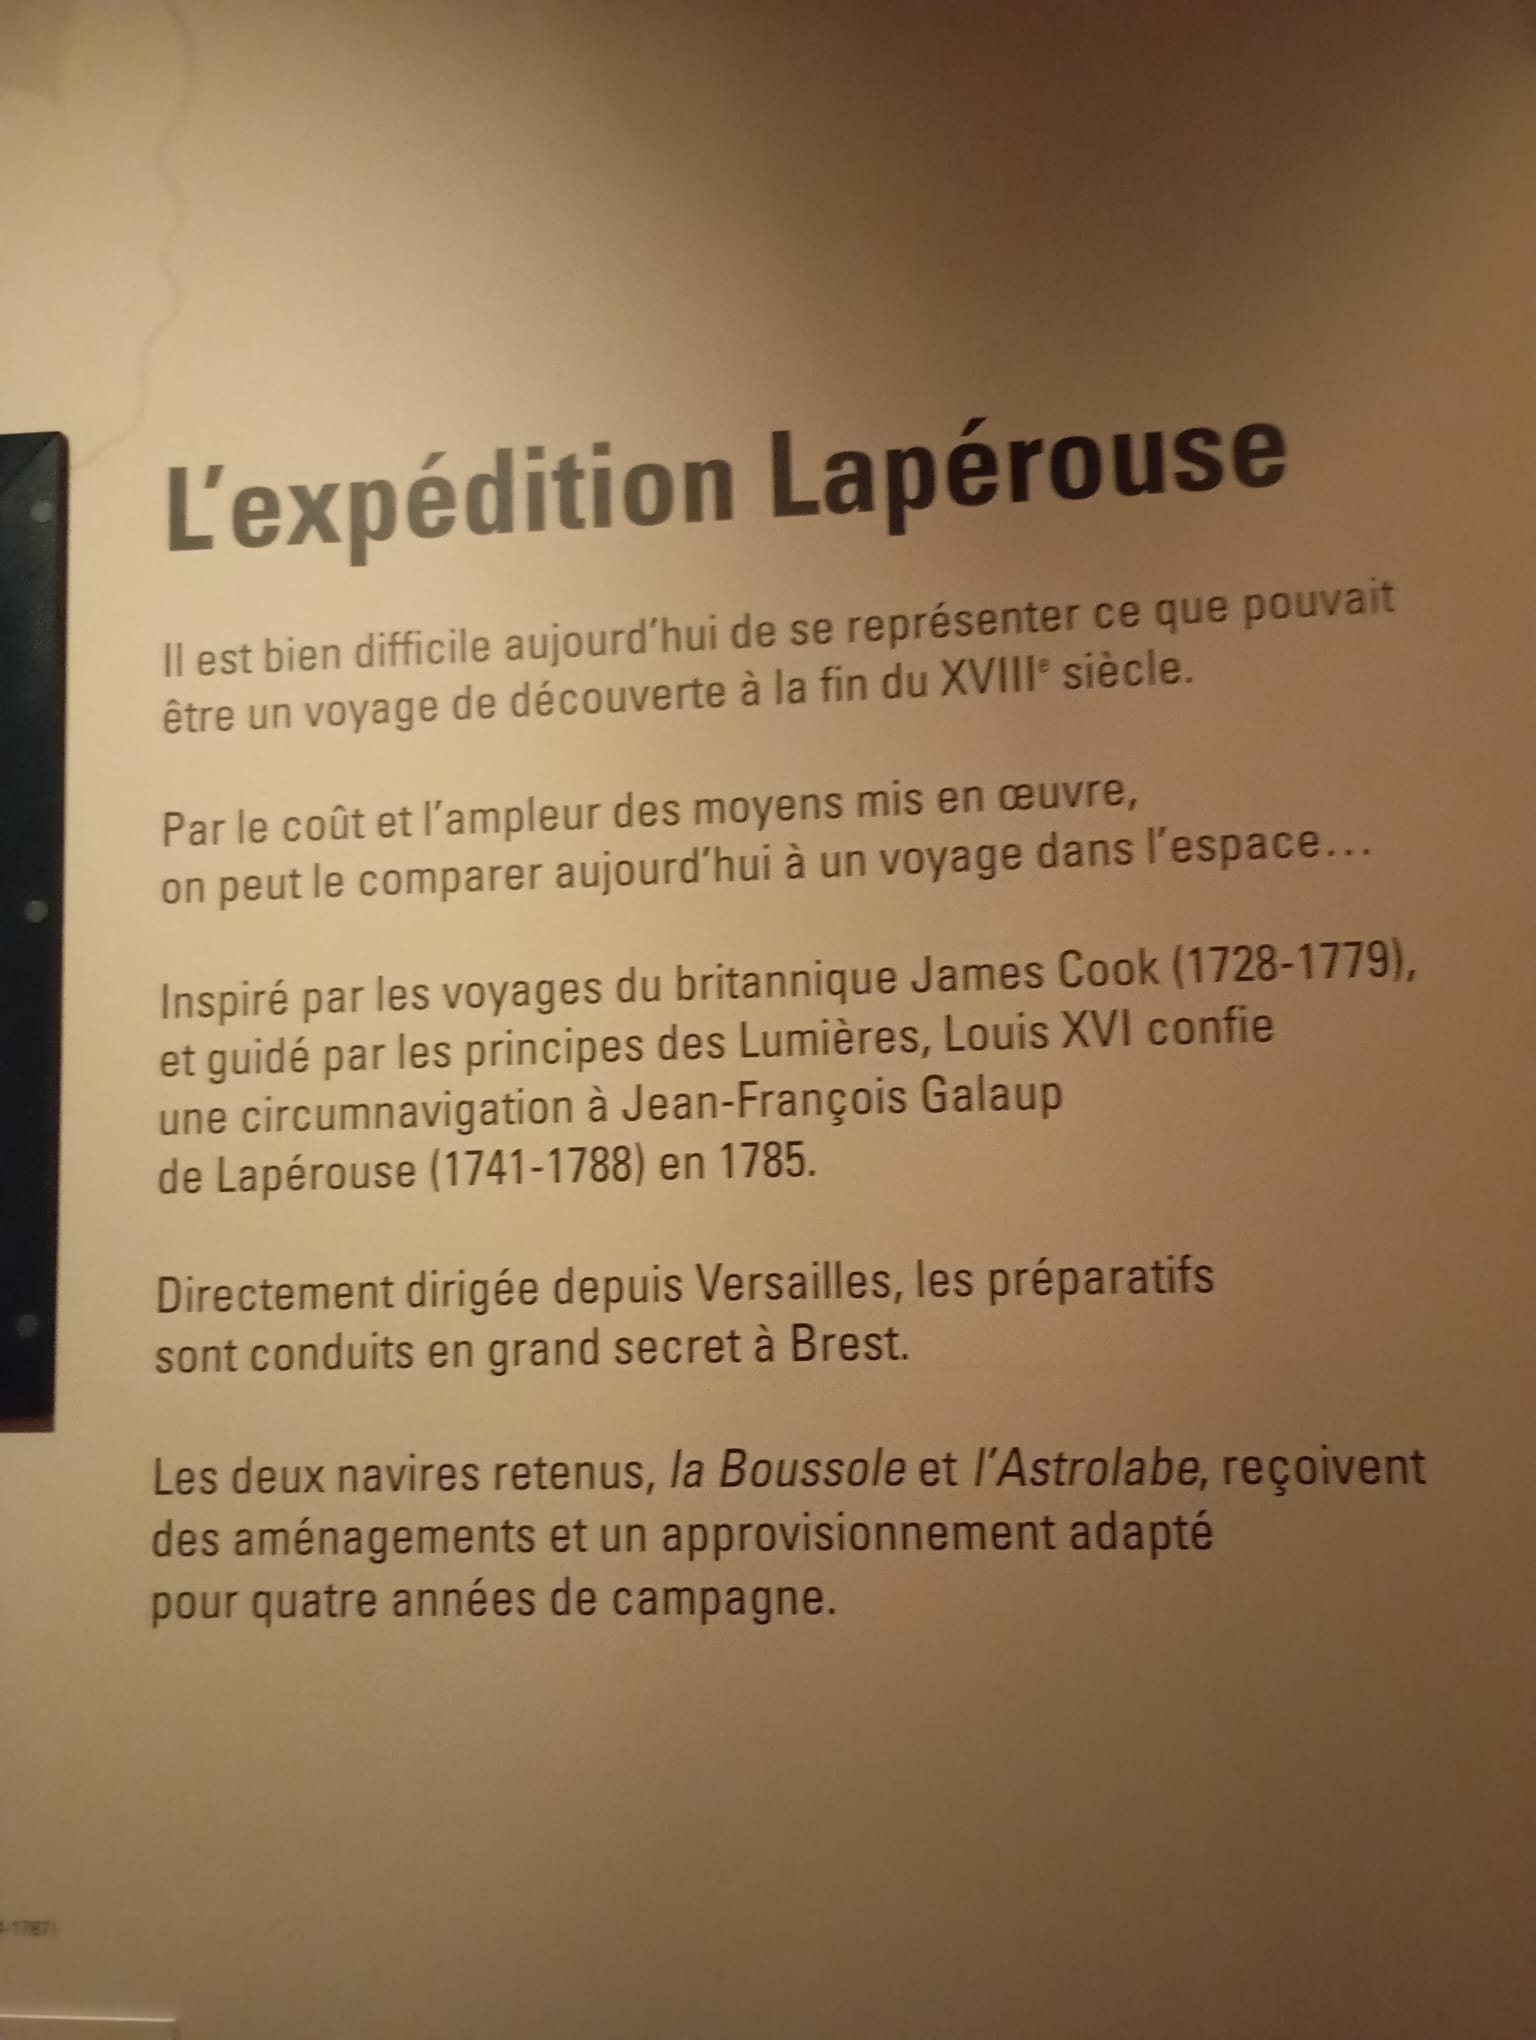 L'expédition Lapérouse
Il est bien difficile aujourd'hui de se représenter ce que pouvait
être un voyage de découverte à la fin du XVIIIe siècle.
Par le coût et l'ampleur des moyens mis en œuvre,
on peut le comparer aujourd'hui à un voyage dans l'espace...
Inspiré par les voyages du britannique James Cook (1728-1779),
et guidé par les principes des Lumières, Louis XVI confie
une circumnavigation à Jean-François Galaup
de Lapérouse (1741-1788) en 1785.
Directement dirigée depuis Versailles, les préparatifs
sont conduits en grand secret à Brest.
Les deux navires retenus, la Boussole et l'Astrolabe, reçoivent
des aménagements et un approvisionnement adapté
pour quatre années de campagne.
-1787)